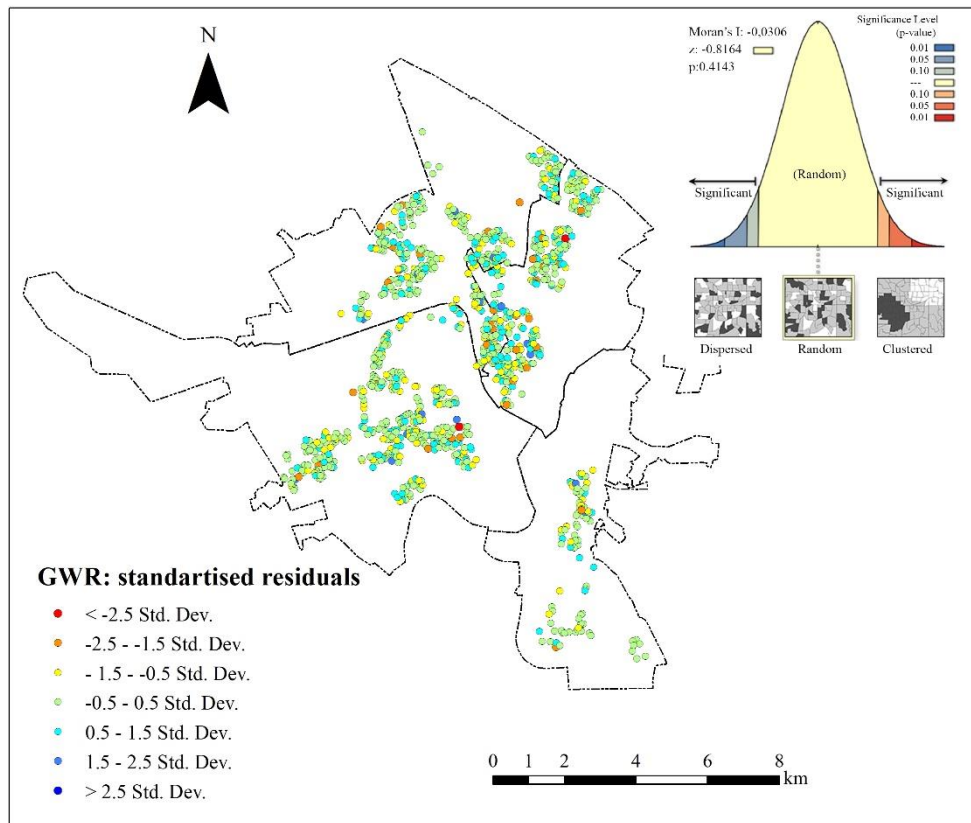 N
Moran's I: -0,0306
z: -0.8164
p:0.4143
Significance Level
(p-value)
0.01
0.05
0.10
---
0.10
0.05
0.01
Significant
(Random)
Significant
Dispersed
Random
Clustered
GWR: standartised residuals
< -2.5 Std. Dev.
-2.5 - -1.5 Std. Dev.
- 1.5 - -0.5 Std. Dev.
-0.5 - 0.5 Std. Dev.
0.5 - 1.5 Std. Dev.
1.5 - 2.5 Std. Dev.
> 2.5 Std. Dev.
0 1 2 4 6 8
km